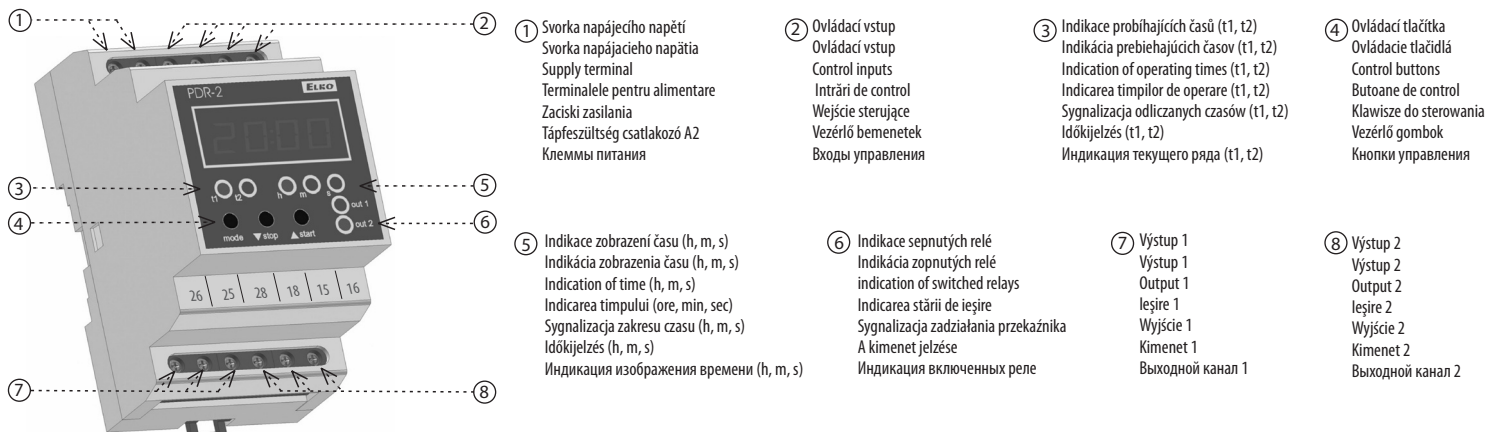 1
2
PDR-2
ELKO
20:00
t1 t2 h m s
out 1
out 2
mode ▼ stop ▲ start
3
4
5
6
26 25 28 18 15 16
7
8
1 Svorka napájecího napětí
Svorka napájacieho napätia
Supply terminal
Terminalele pentru alimentare
Zaciski zasilania
Tápfeszültség csatlakozó A2
Клеммы питания
2 Ovládací vstup
Ovládací vstup
Control inputs
Intrări de control
Wejście sterujące
Vezérlő bemenetek
Входы управления
3 Indikace probíhajících časů (t1, t2)
Indikácia prebiehajúcich časov (t1, t2)
Indication of operating times (t1, t2)
Indicarea timpilor de operare (t1, t2)
Sygnalizacja odliczanych czasów (t1, t2)
Időkijelzés (t1, t2)
Индикация текущего ряда (t1, t2)
4 Ovládací tlačítka
Ovládacie tlačidlá
Control buttons
Butoane de control
Klawisze do sterowania
Vezérlő gombok
Кнопки управления
5 Indikace zobrazení času (h, m, s)
Indikácia zobrazenia času (h, m, s)
Indication of time (h, m, s)
Indicarea timpului (ore, min, sec)
Sygnalizacja zakresu czasu (h, m, s)
Időkijelzés (h, m, s)
Индикация изображения времени (h, m, s)
6 Indikace sepnutých relé
Indikácia zopnutých relé
indication of switched relays
Indicarea stării de ieșire
Sygnalizacja zadziałania przekaźnika
A kimenet jelzése
Индикация включенных реле
7 Výstup 1
Výstup 1
Output 1
Ieșire 1
Wyjście 1
Kimenet 1
Выходной канал 1
8 Výstup 2
Výstup 2
Output 2
Ieșire 2
Wyjście 2
Kimenet 2
Выходной канал 2